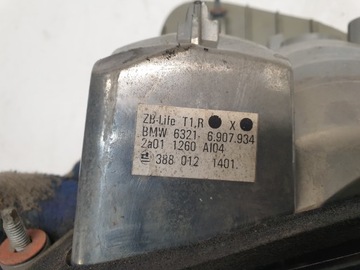 ZB-Life T1.R ● X ●
BMW 6321- 6.907.934
2a01 1260 AI04
388 012 1401